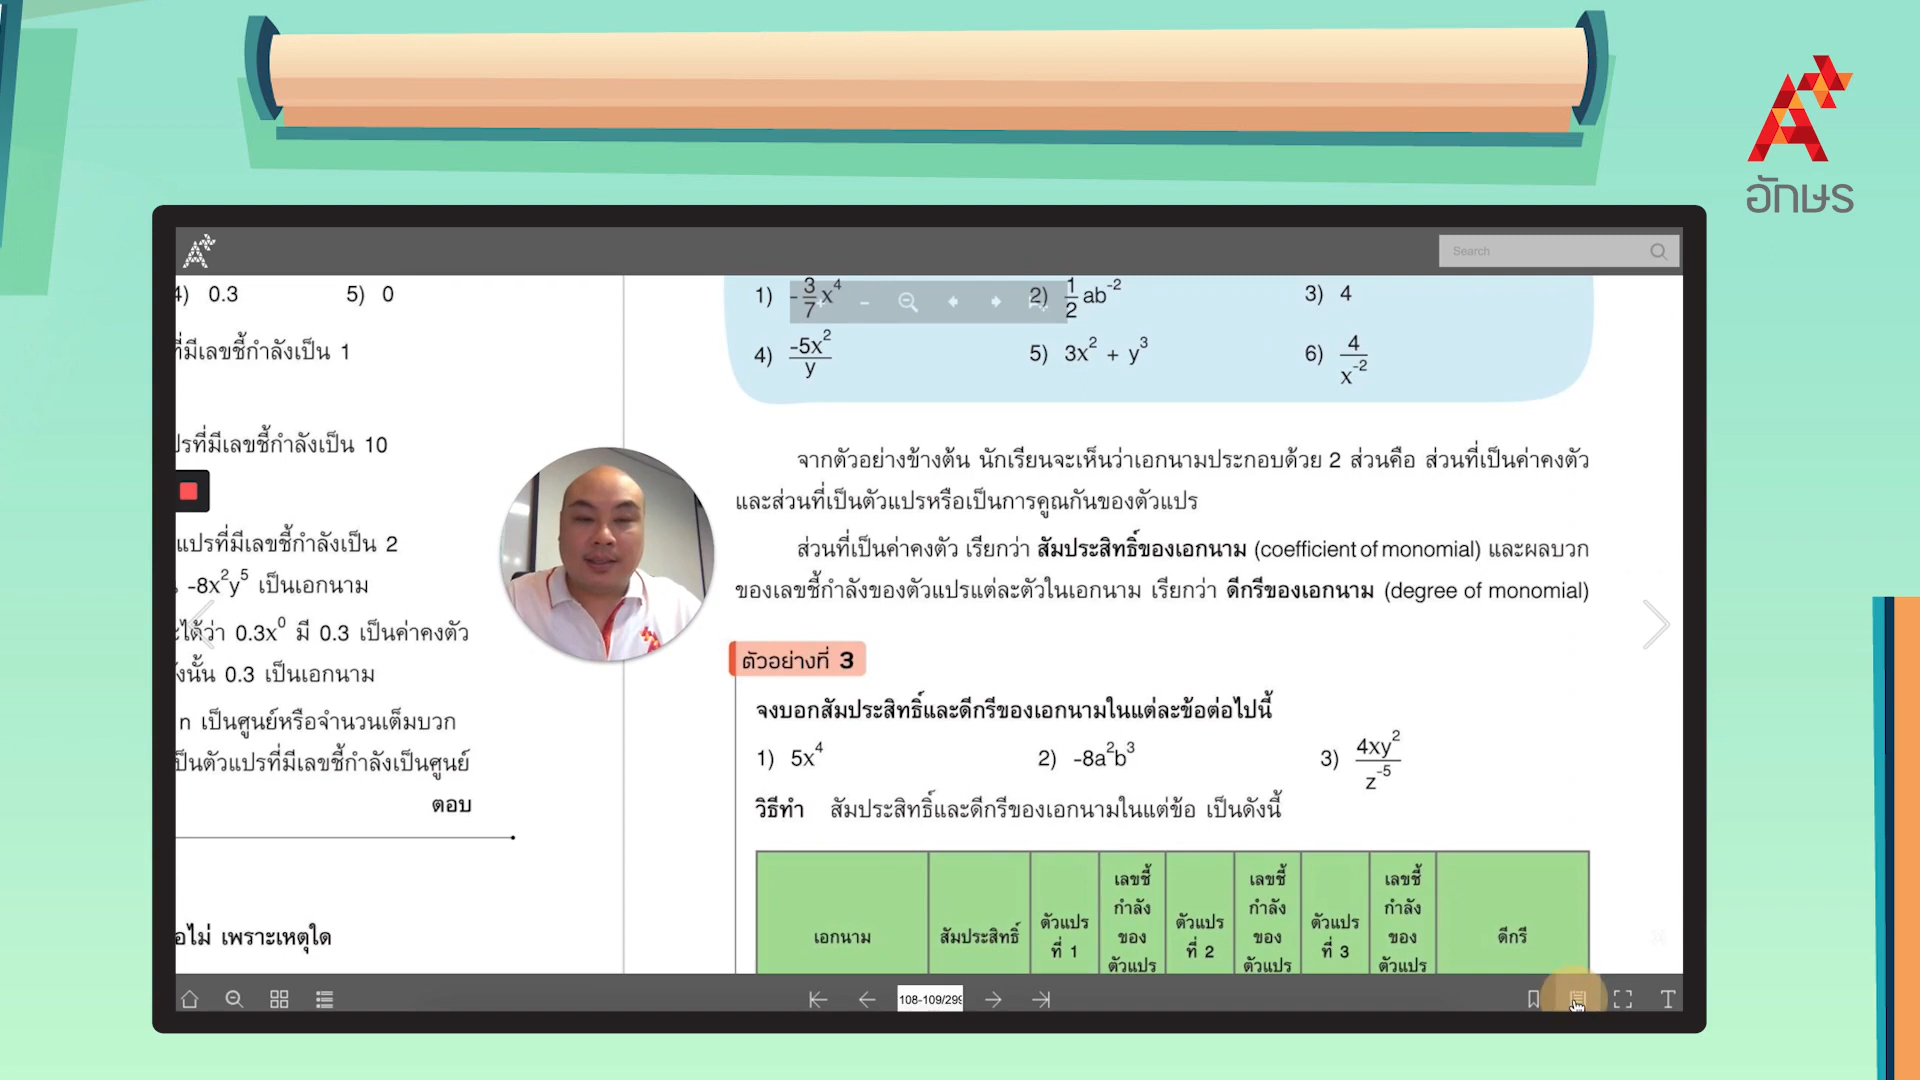 อักษร
Search
4) 0.3 5) 0
ที่มีเลขชี้กำลังเป็น 1
ปรที่มีเลขชี้กำลังเป็น 10
แปรที่มีเลขชี้กำลังเป็น 2
-8x²y⁵ เป็นเอกนาม
ะได้ว่า 0.3x⁰ มี 0.3 เป็นค่าคงตัว
ังนั้น 0.3 เป็นเอกนาม
n เป็นศูนย์หรือจำนวนเต็มบวก
ป็นตัวแปรที่มีเลขชี้กำลังเป็นศูนย์
ตอบ
อไม่ เพราะเหตุใด
1) -3/7 x⁴ 2) 1/2 ab⁻² 3) 4
4) -5x²/y 5) 3x² + y³ 6) 4/x⁻²
จากตัวอย่างข้างต้น นักเรียนจะเห็นว่าเอกนามประกอบด้วย 2 ส่วนคือ ส่วนที่เป็นค่าคงตัว
และส่วนที่เป็นตัวแปรหรือเป็นการคูณกันของตัวแปร
ส่วนที่เป็นค่าคงตัว เรียกว่า สัมประสิทธิ์ของเอกนาม (coefficient of monomial) และผลบวก
ของเลขชี้กำลังของตัวแปรแต่ละตัวในเอกนาม เรียกว่า ดีกรีของเอกนาม (degree of monomial)
ตัวอย่างที่ 3
จงบอกสัมประสิทธิ์และดีกรีของเอกนามในแต่ละข้อต่อไปนี้
1) 5x⁴ 2) -8a²b³ 3) 4xy²/z⁻⁵
วิธีทำ สัมประสิทธิ์และดีกรีของเอกนามในแต่ข้อ เป็นดังนี้
เอกนาม สัมประสิทธิ์ ตัวแปรที่ 1 เลขชี้กำลังของตัวแปร ตัวแปรที่ 2 เลขชี้กำลังของตัวแปร ตัวแปรที่ 3 เลขชี้กำลังของตัวแปร ดีกรี
108-109/299